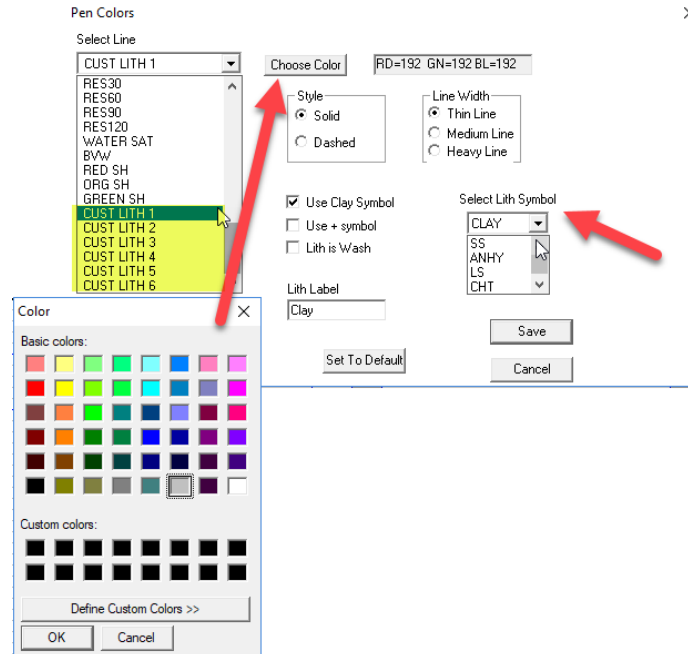 Pen Colors
Select Line
CUST LITH 1
Choose Color
RD=192 GN=192 BL=192
RES30
RES60
RES90
RES120
WATER SAT
BVW
RED SH
ORG SH
GREEN SH
CUST LITH 1
CUST LITH 2
CUST LITH 3
CUST LITH 4
CUST LITH 5
CUST LITH 6
Style
Solid
Dashed
Line Width
Thin Line
Medium Line
Heavy Line
Use Clay Symbol
Use + symbol
Lith is Wash
Select Lith Symbol
CLAY
SS
ANHY
LS
CHT
Lith Label
Clay
Set To Default
Save
Cancel
Color
Basic colors:
Custom colors:
Define Custom Colors >>
OK
Cancel